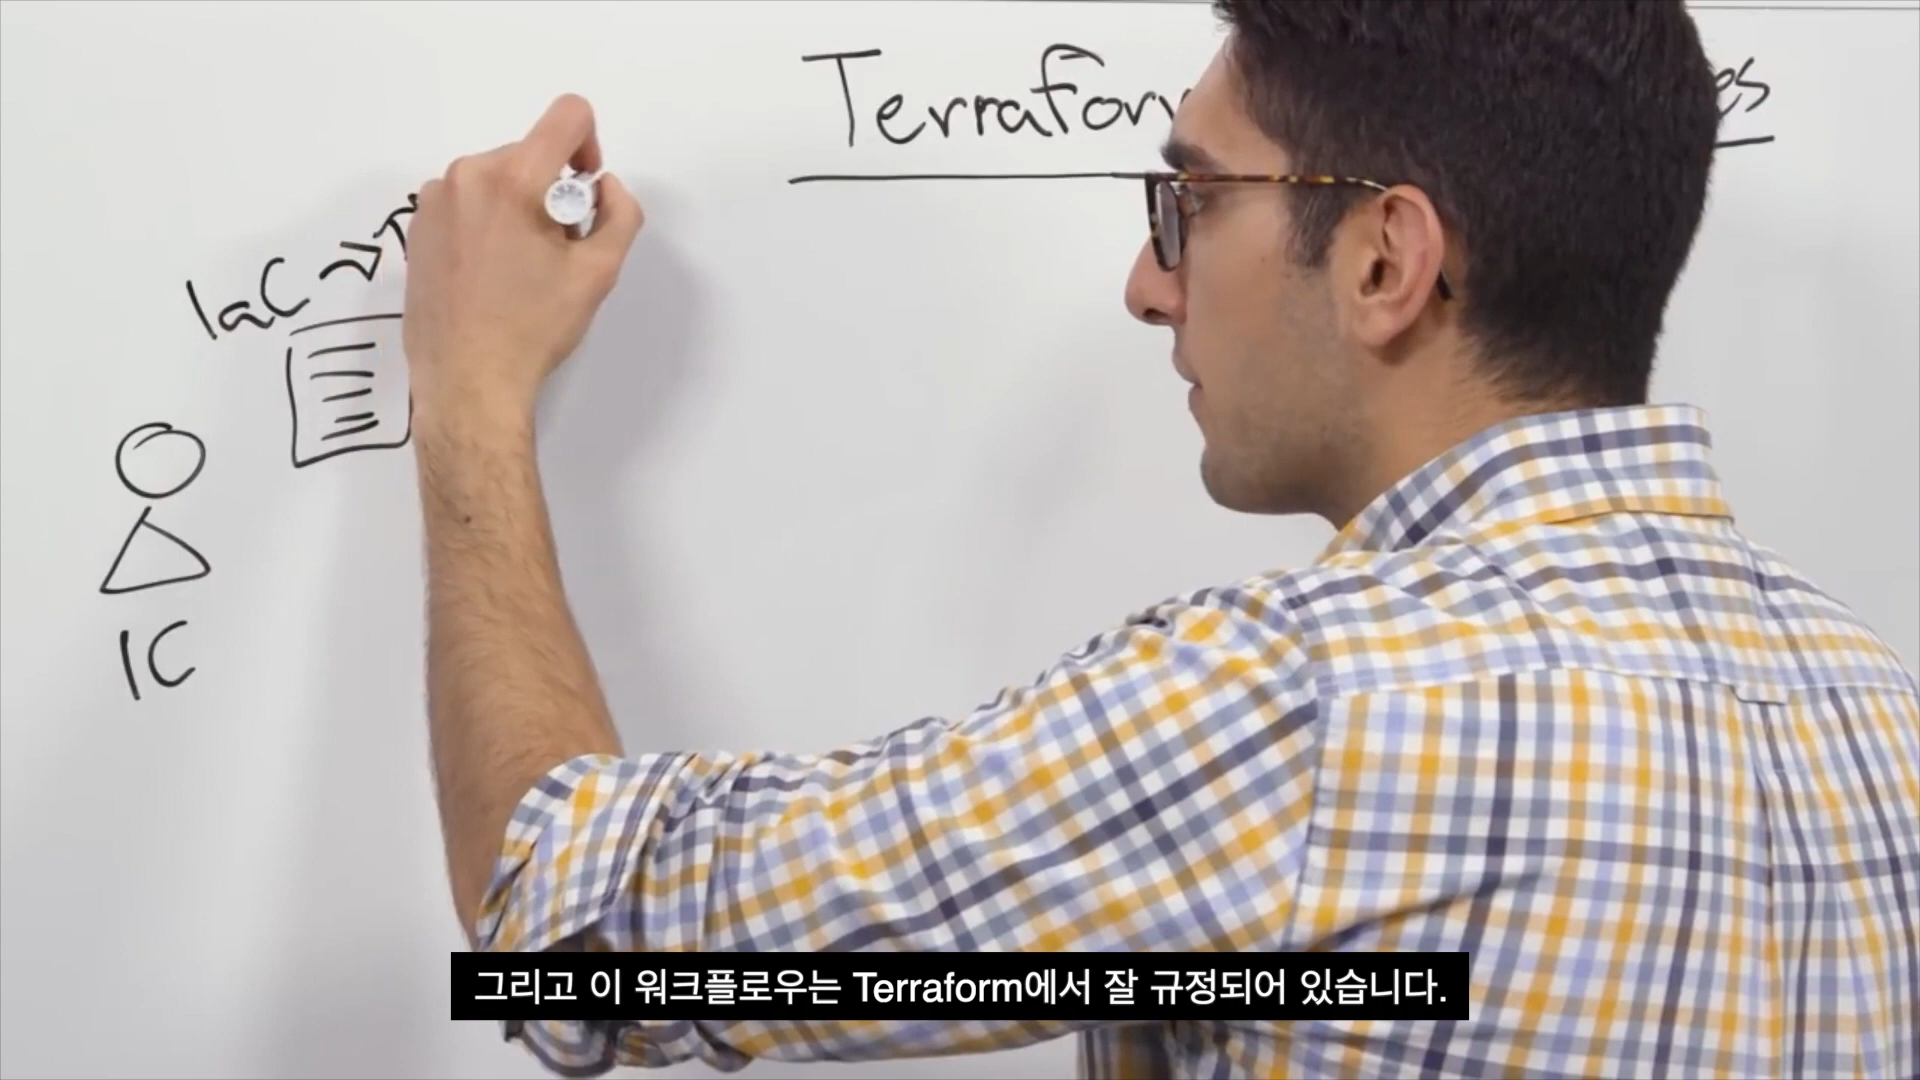 Terraform
IaC →
IC
그리고 이 워크플로우는 Terraform에서 잘 규정되어 있습니다.